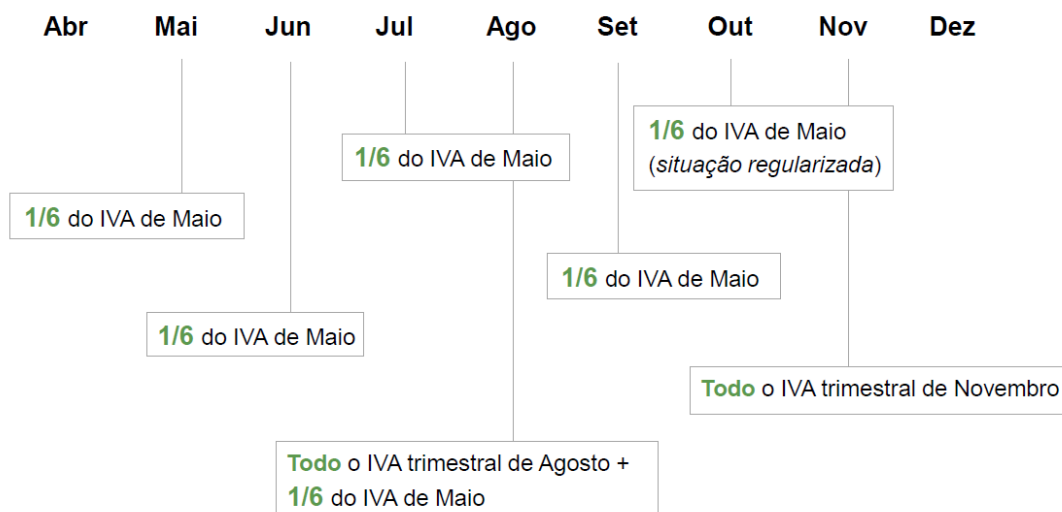 Abr Mai Jun Jul Ago Set Out Nov Dez
1/6 do IVA de Maio
(situação regularizada)
1/6 do IVA de Maio
1/6 do IVA de Maio
1/6 do IVA de Maio
1/6 do IVA de Maio
Todo o IVA trimestral de Novembro
Todo o IVA trimestral de Agosto +
1/6 do IVA de Maio